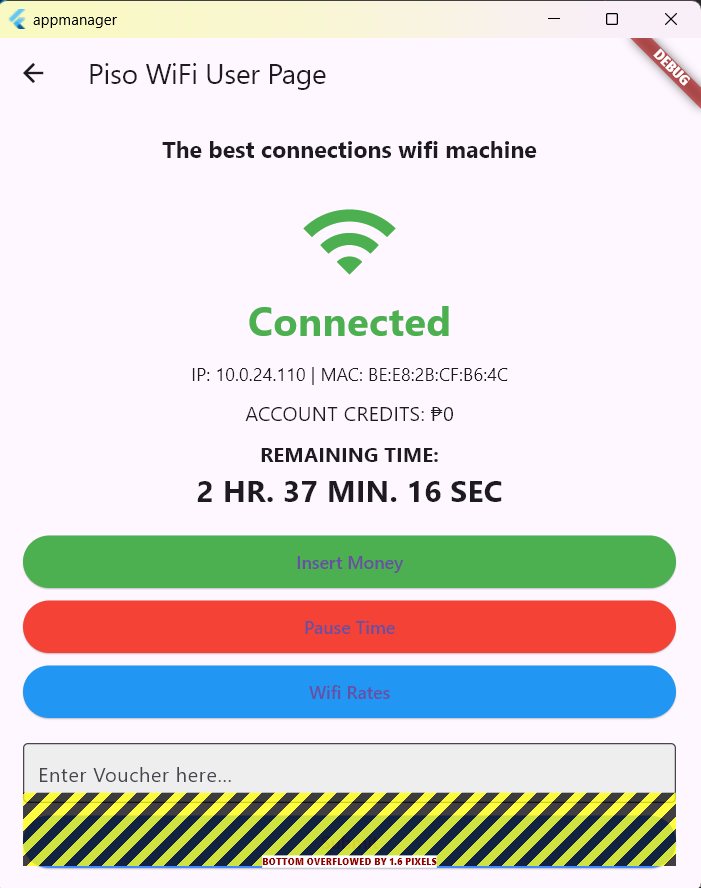 appmanager
DEBUG
Piso WiFi User Page
The best connections wifi machine
Connected
IP: 10.0.24.110 | MAC: BE:E8:2B:CF:B6:4C
ACCOUNT CREDITS: ₱0
REMAINING TIME:
2 HR. 37 MIN. 16 SEC
Insert Money
Pause Time
Wifi Rates
Enter Voucher here...
BOTTOM OVERFLOWED BY 1.6 PIXELS